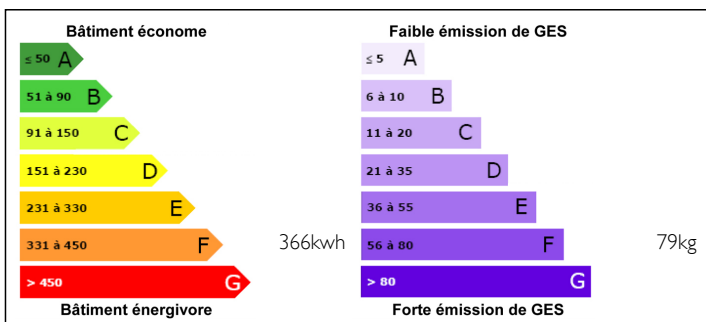 Bâtiment économe
≤ 50 A
51 à 90 B
91 à 150 C
151 à 230 D
231 à 330 E
331 à 450 F
366kwh
> 450 G
Bâtiment énergivore
Faible émission de GES
≤ 5 A
6 à 10 B
11 à 20 C
21 à 35 D
36 à 55 E
56 à 80 F
79kg
> 80 G
Forte émission de GES